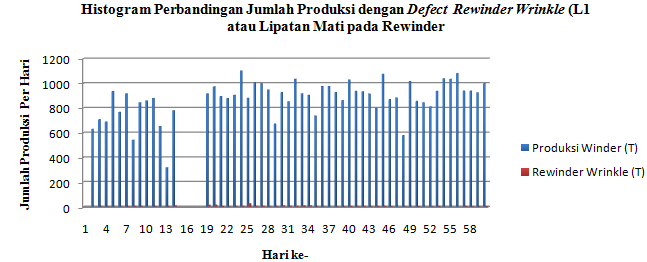 Histogram Perbandingan Jumlah Produksi dengan Defect Rewinder Wrinkle (L1
atau Lipatan Mati pada Rewinder
Jumlah Produksi Per Hari
1200
1000
800
600
400
200
0
1 4 7 10 13 16 19 22 25 28 31 34 37 40 43 46 49 52 55 58
Hari ke-
Produksi Winder (T)
Rewinder Wrinkle (T)